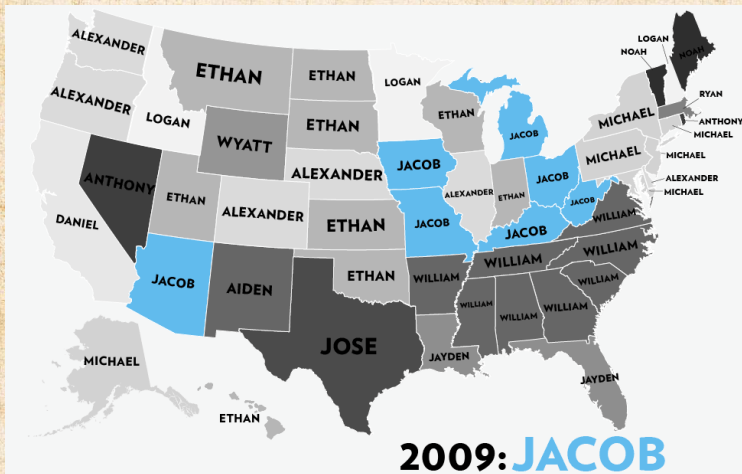 ALEXANDER
LOGAN
NOAH
NOAH
ETHAN
ETHAN
LOGAN
RYAN
ALEXANDER
ETHAN
MICHAEL
ANTHONY
LOGAN
ETHAN
JACOB
MICHAEL
WYATT
MICHAEL
MICHAEL
JACOB
ALEXANDER
JACOB
ANTHONY
ETHAN
ALEXANDER
ETHAN
ALEXANDER
MICHAEL
JACOB
DANIEL
ALEXANDER
ETHAN
JACOB
JACOB
WILLIAM
WILLIAM
WILLIAM
JACOB
AIDEN
ETHAN
WILLIAM
WILLIAM
WILLIAM
WILLIAM
WILLIAM
JOSE
MICHAEL
JAYDEN
JAYDEN
ETHAN
2009: JACOB